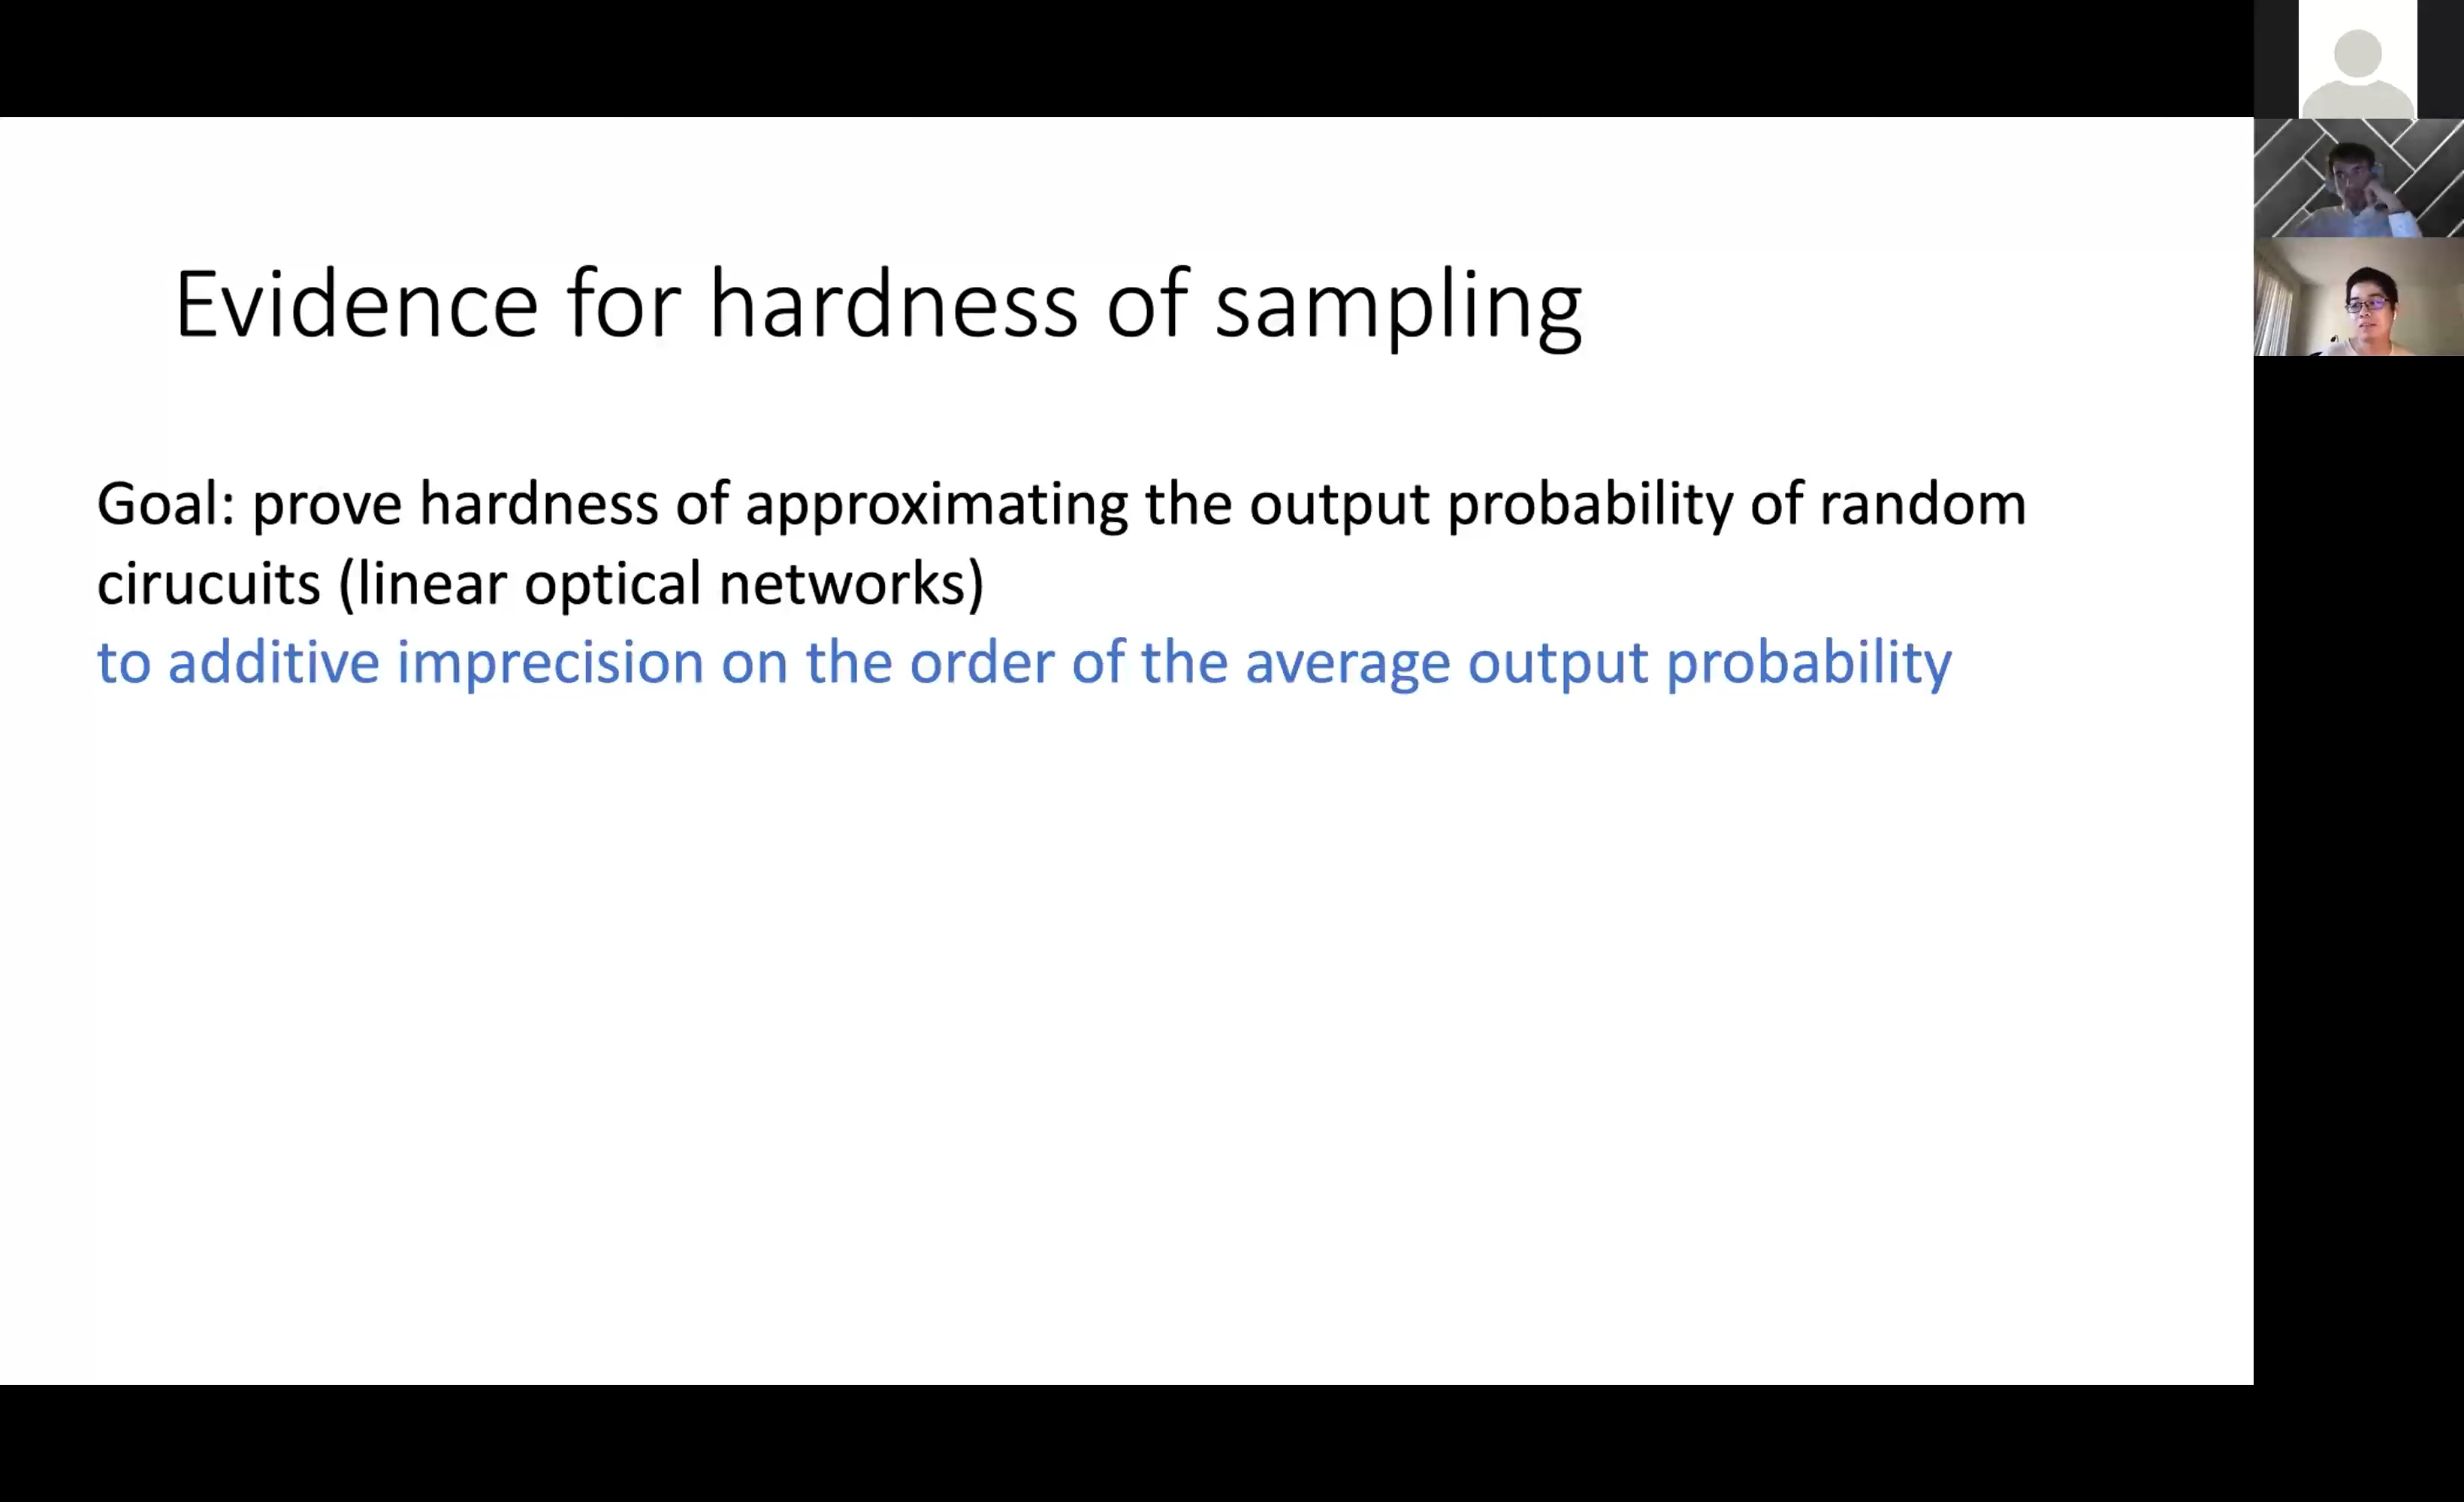 Evidence for hardness of sampling
Goal: prove hardness of approximating the output probability of random
cirucuits (linear optical networks)
to additive imprecision on the order of the average output probability